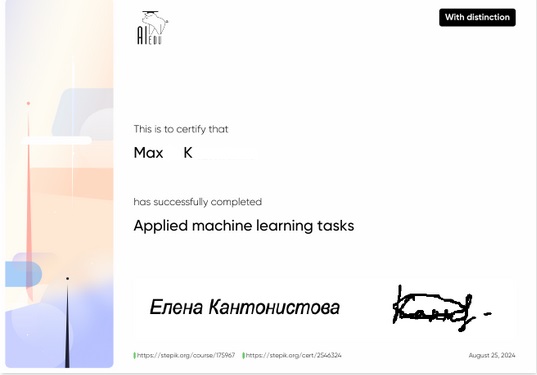 AI EDU
With distinction
This is to certify that
Max K
has successfully completed
Applied machine learning tasks
Елена Кантонистова
https://stepik.org/course/175967 https://stepik.org/cert/2546324
August 25, 2024